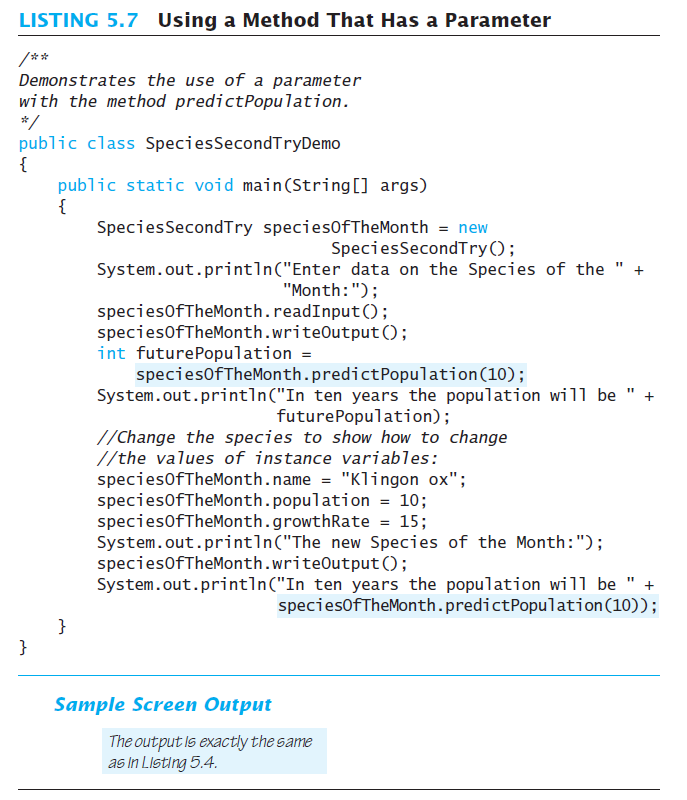 LISTING 5.7 Using a Method That Has a Parameter
/**
Demonstrates the use of a parameter
with the method predictPopulation.
*/
public class SpeciesSecondTryDemo
{
    public static void main(String[] args)
    {
        SpeciesSecondTry speciesOfTheMonth = new
                                SpeciesSecondTry();
        System.out.println("Enter data on the Species of the " +
                           "Month:");
        speciesOfTheMonth.readInput();
        speciesOfTheMonth.writeOutput();
        int futurePopulation =
            speciesOfTheMonth.predictPopulation(10);
        System.out.println("In ten years the population will be " +
                          futurePopulation);
        //Change the species to show how to change
        //the values of instance variables:
        speciesOfTheMonth.name = "Klingon ox";
        speciesOfTheMonth.population = 10;
        speciesOfTheMonth.growthRate = 15;
        System.out.println("The new Species of the Month:");
        speciesOfTheMonth.writeOutput();
        System.out.println("In ten years the population will be " +
                          speciesOfTheMonth.predictPopulation(10));
    }
}
Sample Screen Output
The output is exactly the same
as in Listing 5.4.